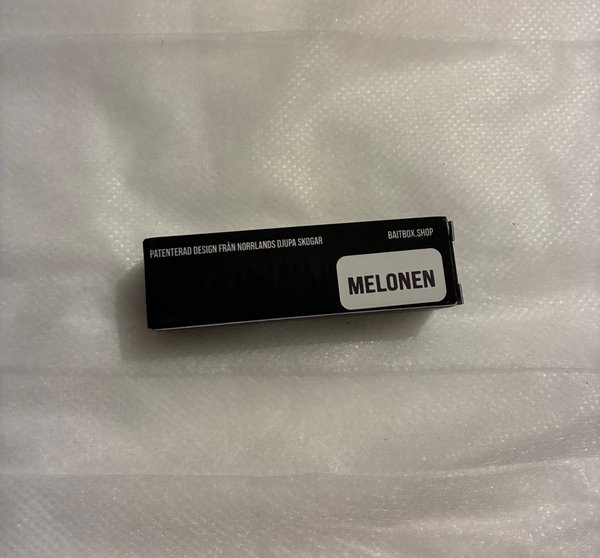 PATENTERAD DESIGN FRÅN NORRLANDS DJUPA SKOGAR
BAITBOX.SHOP
MELONEN